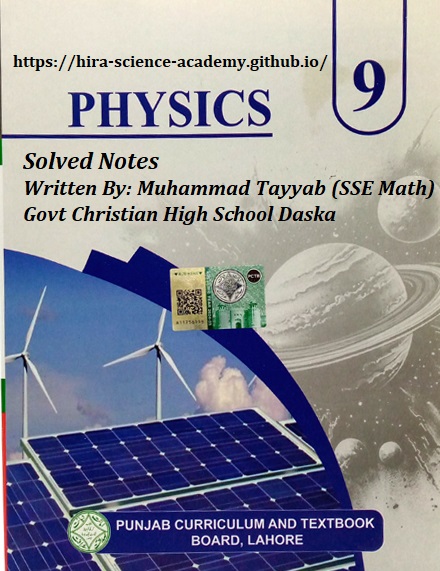 https://hira-science-academy.github.io/
PHYSICS
9
Solved Notes
Written By: Muhammad Tayyab (SSE Math)
Govt Christian High School Daska
PCTB
PUNJAB CURRICULUM AND TEXTBOOK
BOARD, LAHORE